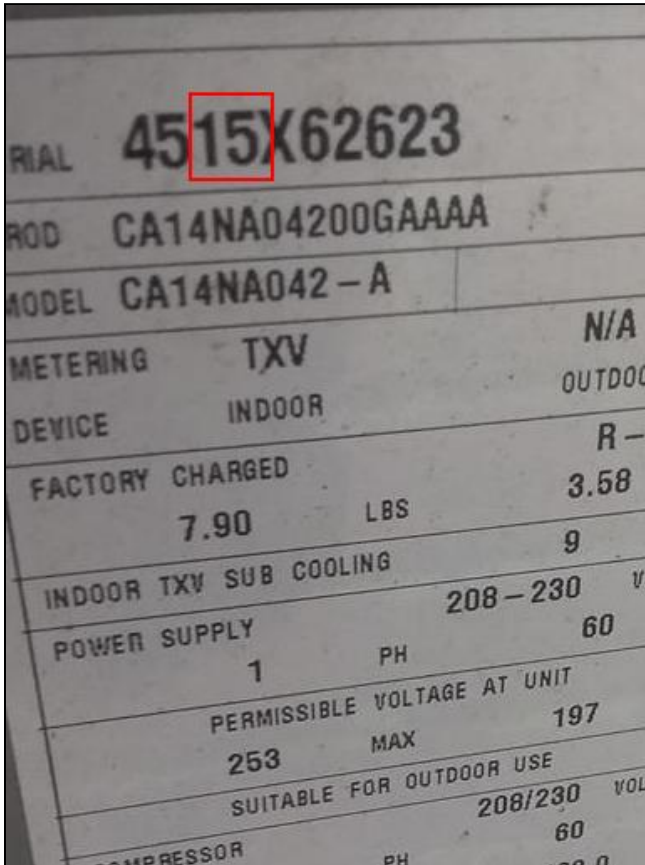 RIAL 4515X62623
ROD CA14NA04200GAAAA
MODEL CA14NA042-A
METERING TXV N/A
DEVICE INDOOR OUTDOO
FACTORY CHARGED R-
7.90 LBS 3.58
INDOOR TXV SUB COOLING 9
POWER SUPPLY 208-230 V
1 PH 60
PERMISSIBLE VOLTAGE AT UNIT
253 MAX 197
SUITABLE FOR OUTDOOR USE
COMPRESSOR 208/230 VOL
PH 60